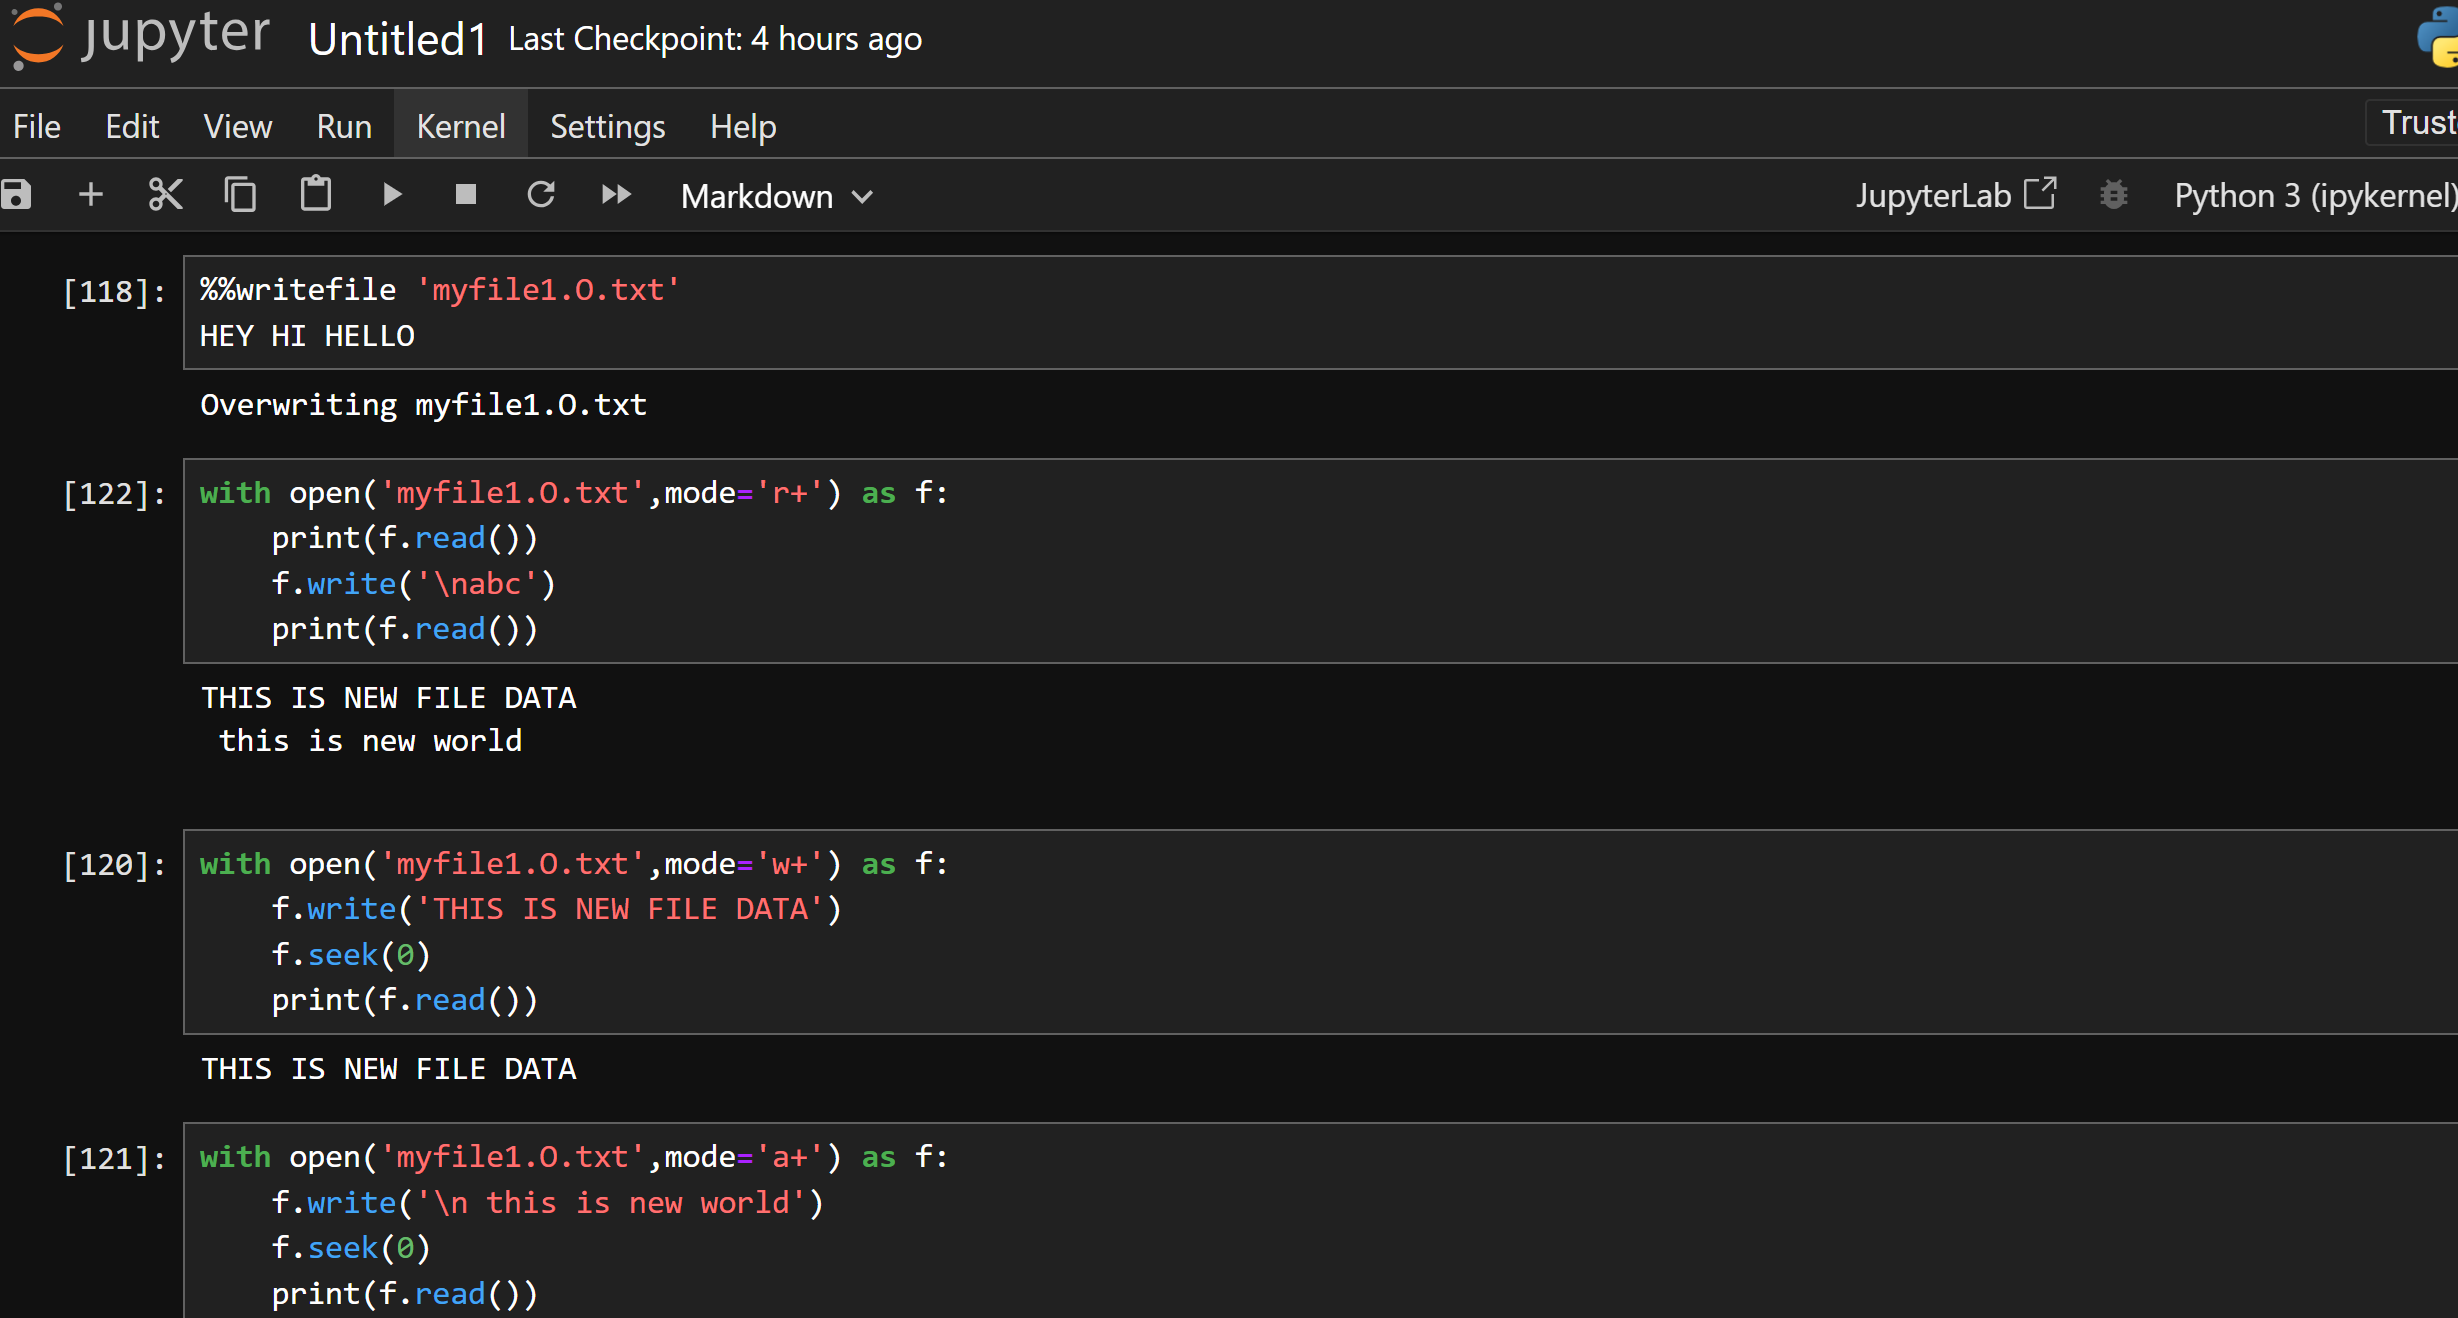 jupyter Untitled1 Last Checkpoint: 4 hours ago
File Edit View Run Kernel Settings Help Trust
Markdown JupyterLab Python 3 (ipykernel)
[118]: %%writefile 'myfile1.O.txt'
HEY HI HELLO
Overwriting myfile1.O.txt
[122]: with open('myfile1.O.txt',mode='r+') as f:
    print(f.read())
    f.write('\nabc')
    print(f.read())
THIS IS NEW FILE DATA
 this is new world
[120]: with open('myfile1.O.txt',mode='w+') as f:
    f.write('THIS IS NEW FILE DATA')
    f.seek(0)
    print(f.read())
THIS IS NEW FILE DATA
[121]: with open('myfile1.O.txt',mode='a+') as f:
    f.write('\n this is new world')
    f.seek(0)
    print(f.read())